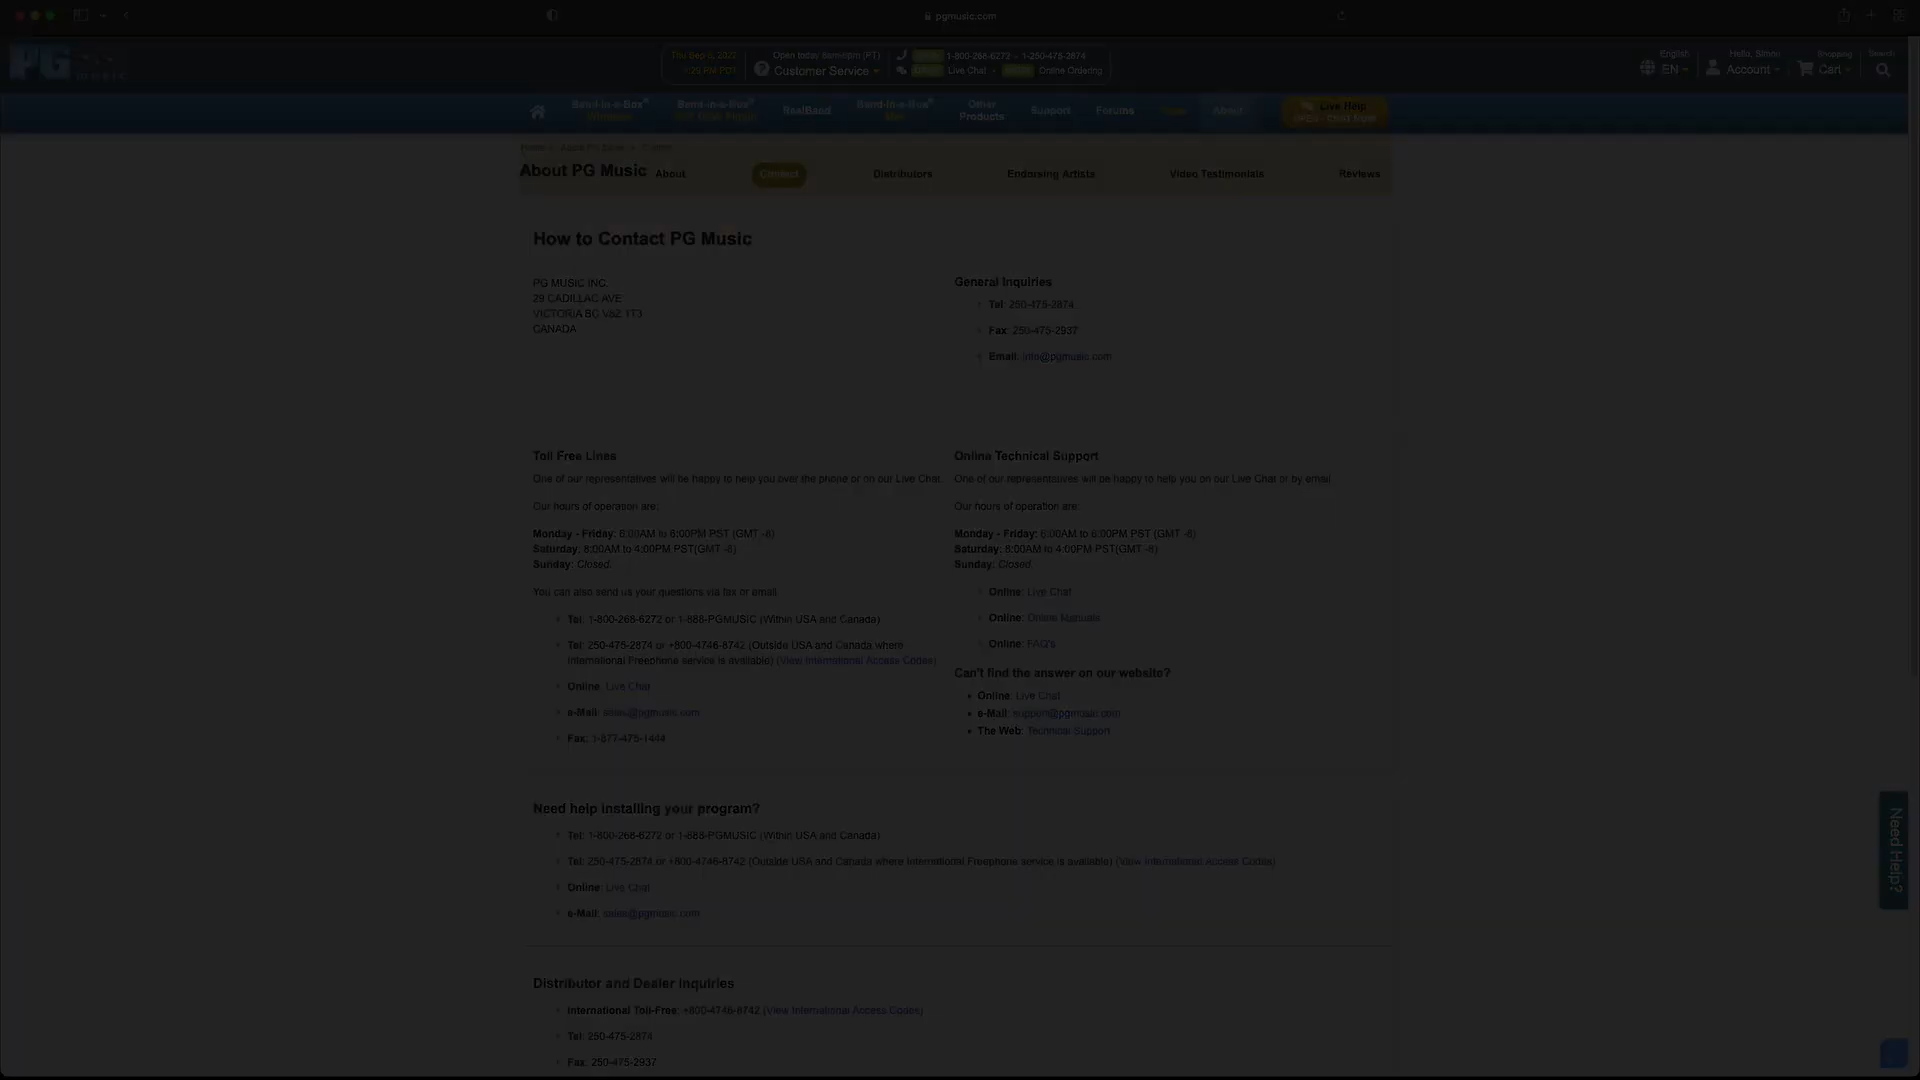 pgmusic.com
PG
music
Open today 6am-6pm (PT)
Customer Service
1-800-268-6272 - 1-250-475-2874
Live Chat
Online Ordering
English
EN
Hello, Simon
Account
Shopping
Cart
Search
Band-in-a-Box®
Band-in-a-Box®
RealBand
Band-in-a-Box®
Mac
Other
Products
Support
Forums
About
Live Help
OPEN - CHAT NOW
About PG Music
About
Contact
Distributors
Endorsing Artists
Video Testimonials
Reviews
How to Contact PG Music
PG MUSIC INC.
29 CADILLAC AVE
VICTORIA BC V8Z 1T3
CANADA
General Inquiries
Tel: 250-475-2874
Fax: 250-475-2937
Email: info@pgmusic.com
Toll Free Lines
One of our representatives will be happy to help you over the phone or on our Live Chat.
Our hours of operation are:
Monday - Friday: 6:00AM to 6:00PM PST (GMT -8)
Saturday: 8:00AM to 4:00PM PST(GMT -8)
Sunday: Closed.
You can also send us your questions via fax or email.
Tel: 1-800-268-6272 or 1-888-PGMUSIC (Within USA and Canada)
Tel: 250-475-2874 or +800-4746-8742 (Outside USA and Canada where
International Freephone service is available) (View International Access Codes)
Online: Live Chat
e-Mail: sales@pgmusic.com
Fax: 1-877-475-1444
Online Technical Support
One of our representatives will be happy to help you on our Live Chat or by email.
Our hours of operation are:
Monday - Friday: 6:00AM to 6:00PM PST (GMT -8)
Saturday: 8:00AM to 4:00PM PST(GMT -8)
Sunday: Closed.
Online: Live Chat
Online: Online Manuals
Online: FAQ's
Can't find the answer on our website?
Online: Live Chat
e-Mail: support@pgmusic.com
The Web: Technical Support
Need help installing your program?
Tel: 1-800-268-6272 or 1-888-PGMUSIC (Within USA and Canada)
Tel: 250-475-2874 or +800-4746-8742 (Outside USA and Canada where International Freephone service is available) (View International Access Codes)
Online: Live Chat
e-Mail: sales@pgmusic.com
Distributor and Dealer Inquiries
International Toll-Free: +800-4746-8742 (View International Access Codes)
Tel: 250-475-2874
Fax: 250-475-2937
Need Help?